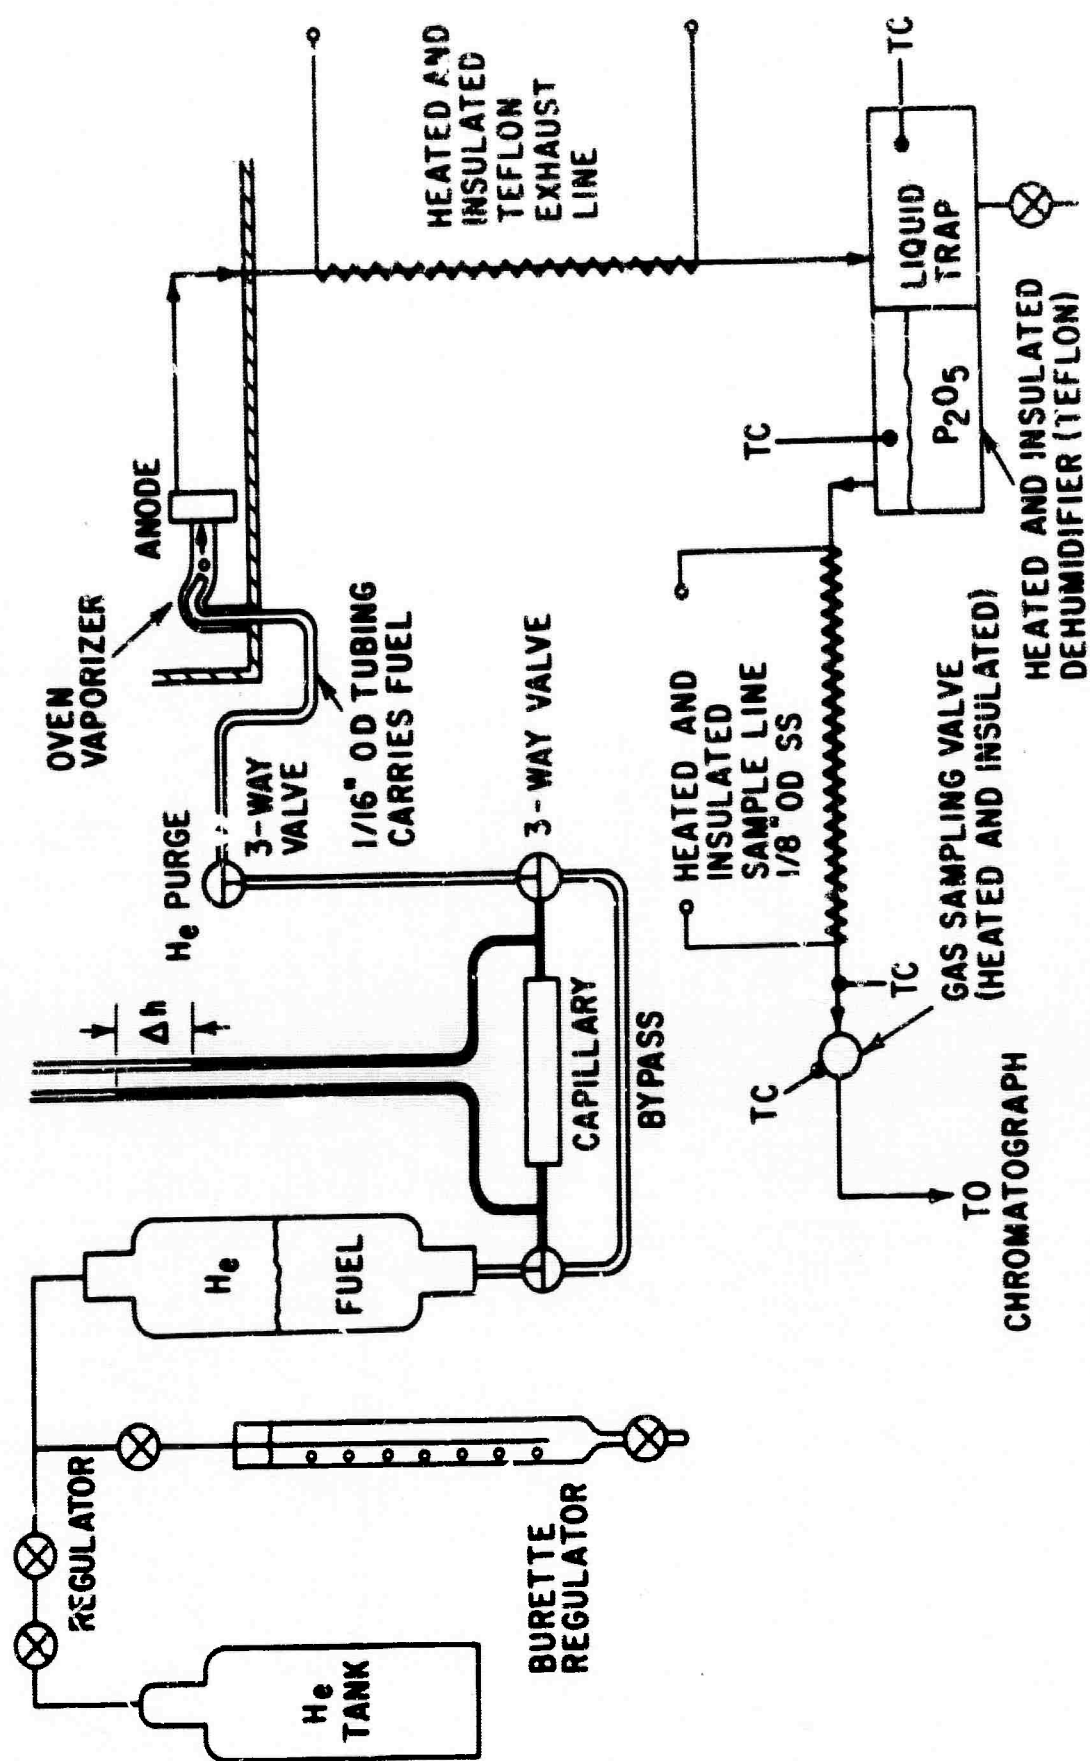 He
TANK
REGULATOR
BURETTE
REGULATOR
He
FUEL
Δh
CAPILLARY
BYPASS
He PURGE
3-WAY
VALVE
3-WAY VALVE
1/16" OD TUBING
CARRIES FUEL
OVEN
VAPORIZER
ANODE
HEATED AND
INSULATED
TEFLON
EXHAUST
LINE
TC
LIQUID
TRAP
P2O5
TC
HEATED AND INSULATED
DEHUMIDIFIER (TEFLON)
HEATED AND
INSULATED
SAMPLE LINE
1/8" OD SS
TC
GAS SAMPLING VALVE
(HEATED AND INSULATED)
TC
TO
CHROMATOGRAPH